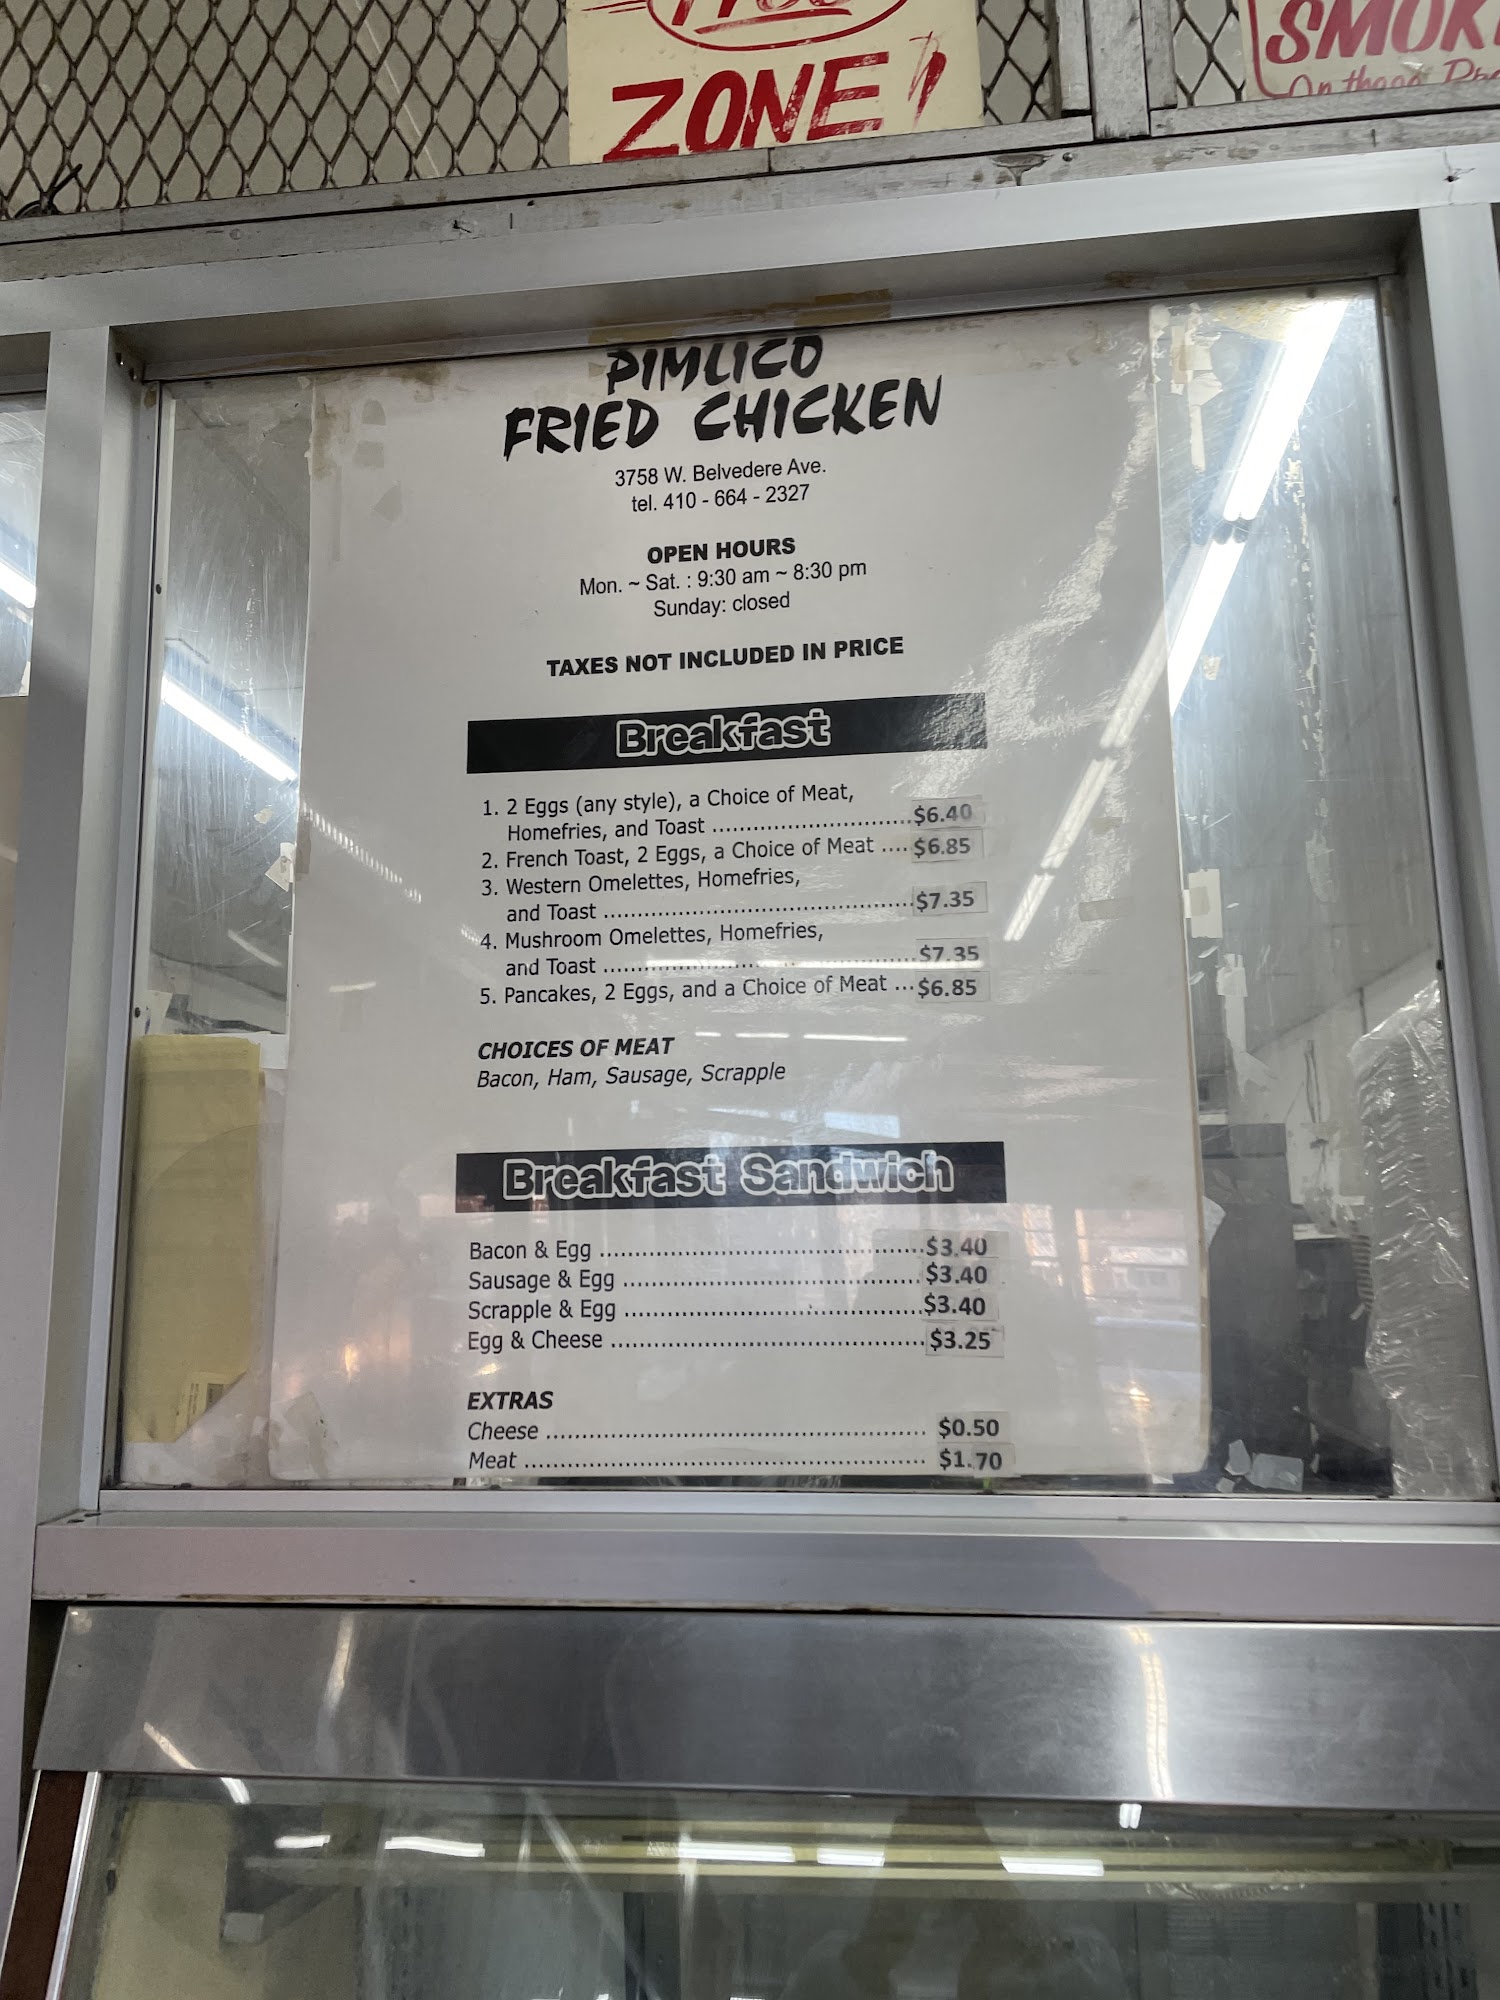 ZONE!
SMOK
PIMLICO
FRIED CHICKEN
3758 W. Belvedere Ave.
tel. 410 - 664 - 2327
OPEN HOURS
Mon. ~ Sat. : 9:30 am ~ 8:30 pm
Sunday: closed
TAXES NOT INCLUDED IN PRICE
Breakfast
1. 2 Eggs (any style), a Choice of Meat,
Homefries, and Toast ............................. $6.40
2. French Toast, 2 Eggs, a Choice of Meat .... $6.85
3. Western Omelettes, Homefries,
and Toast ............................................. $7.35
4. Mushroom Omelettes, Homefries,
and Toast ............................................. $7.35
5. Pancakes, 2 Eggs, and a Choice of Meat ... $6.85
CHOICES OF MEAT
Bacon, Ham, Sausage, Scrapple
Breakfast Sandwich
Bacon & Egg ............................................. $3.40
Sausage & Egg .......................................... $3.40
Scrapple & Egg .......................................... $3.40
Egg & Cheese ............................................ $3.25
EXTRAS
Cheese .................................................... $0.50
Meat ....................................................... $1.70